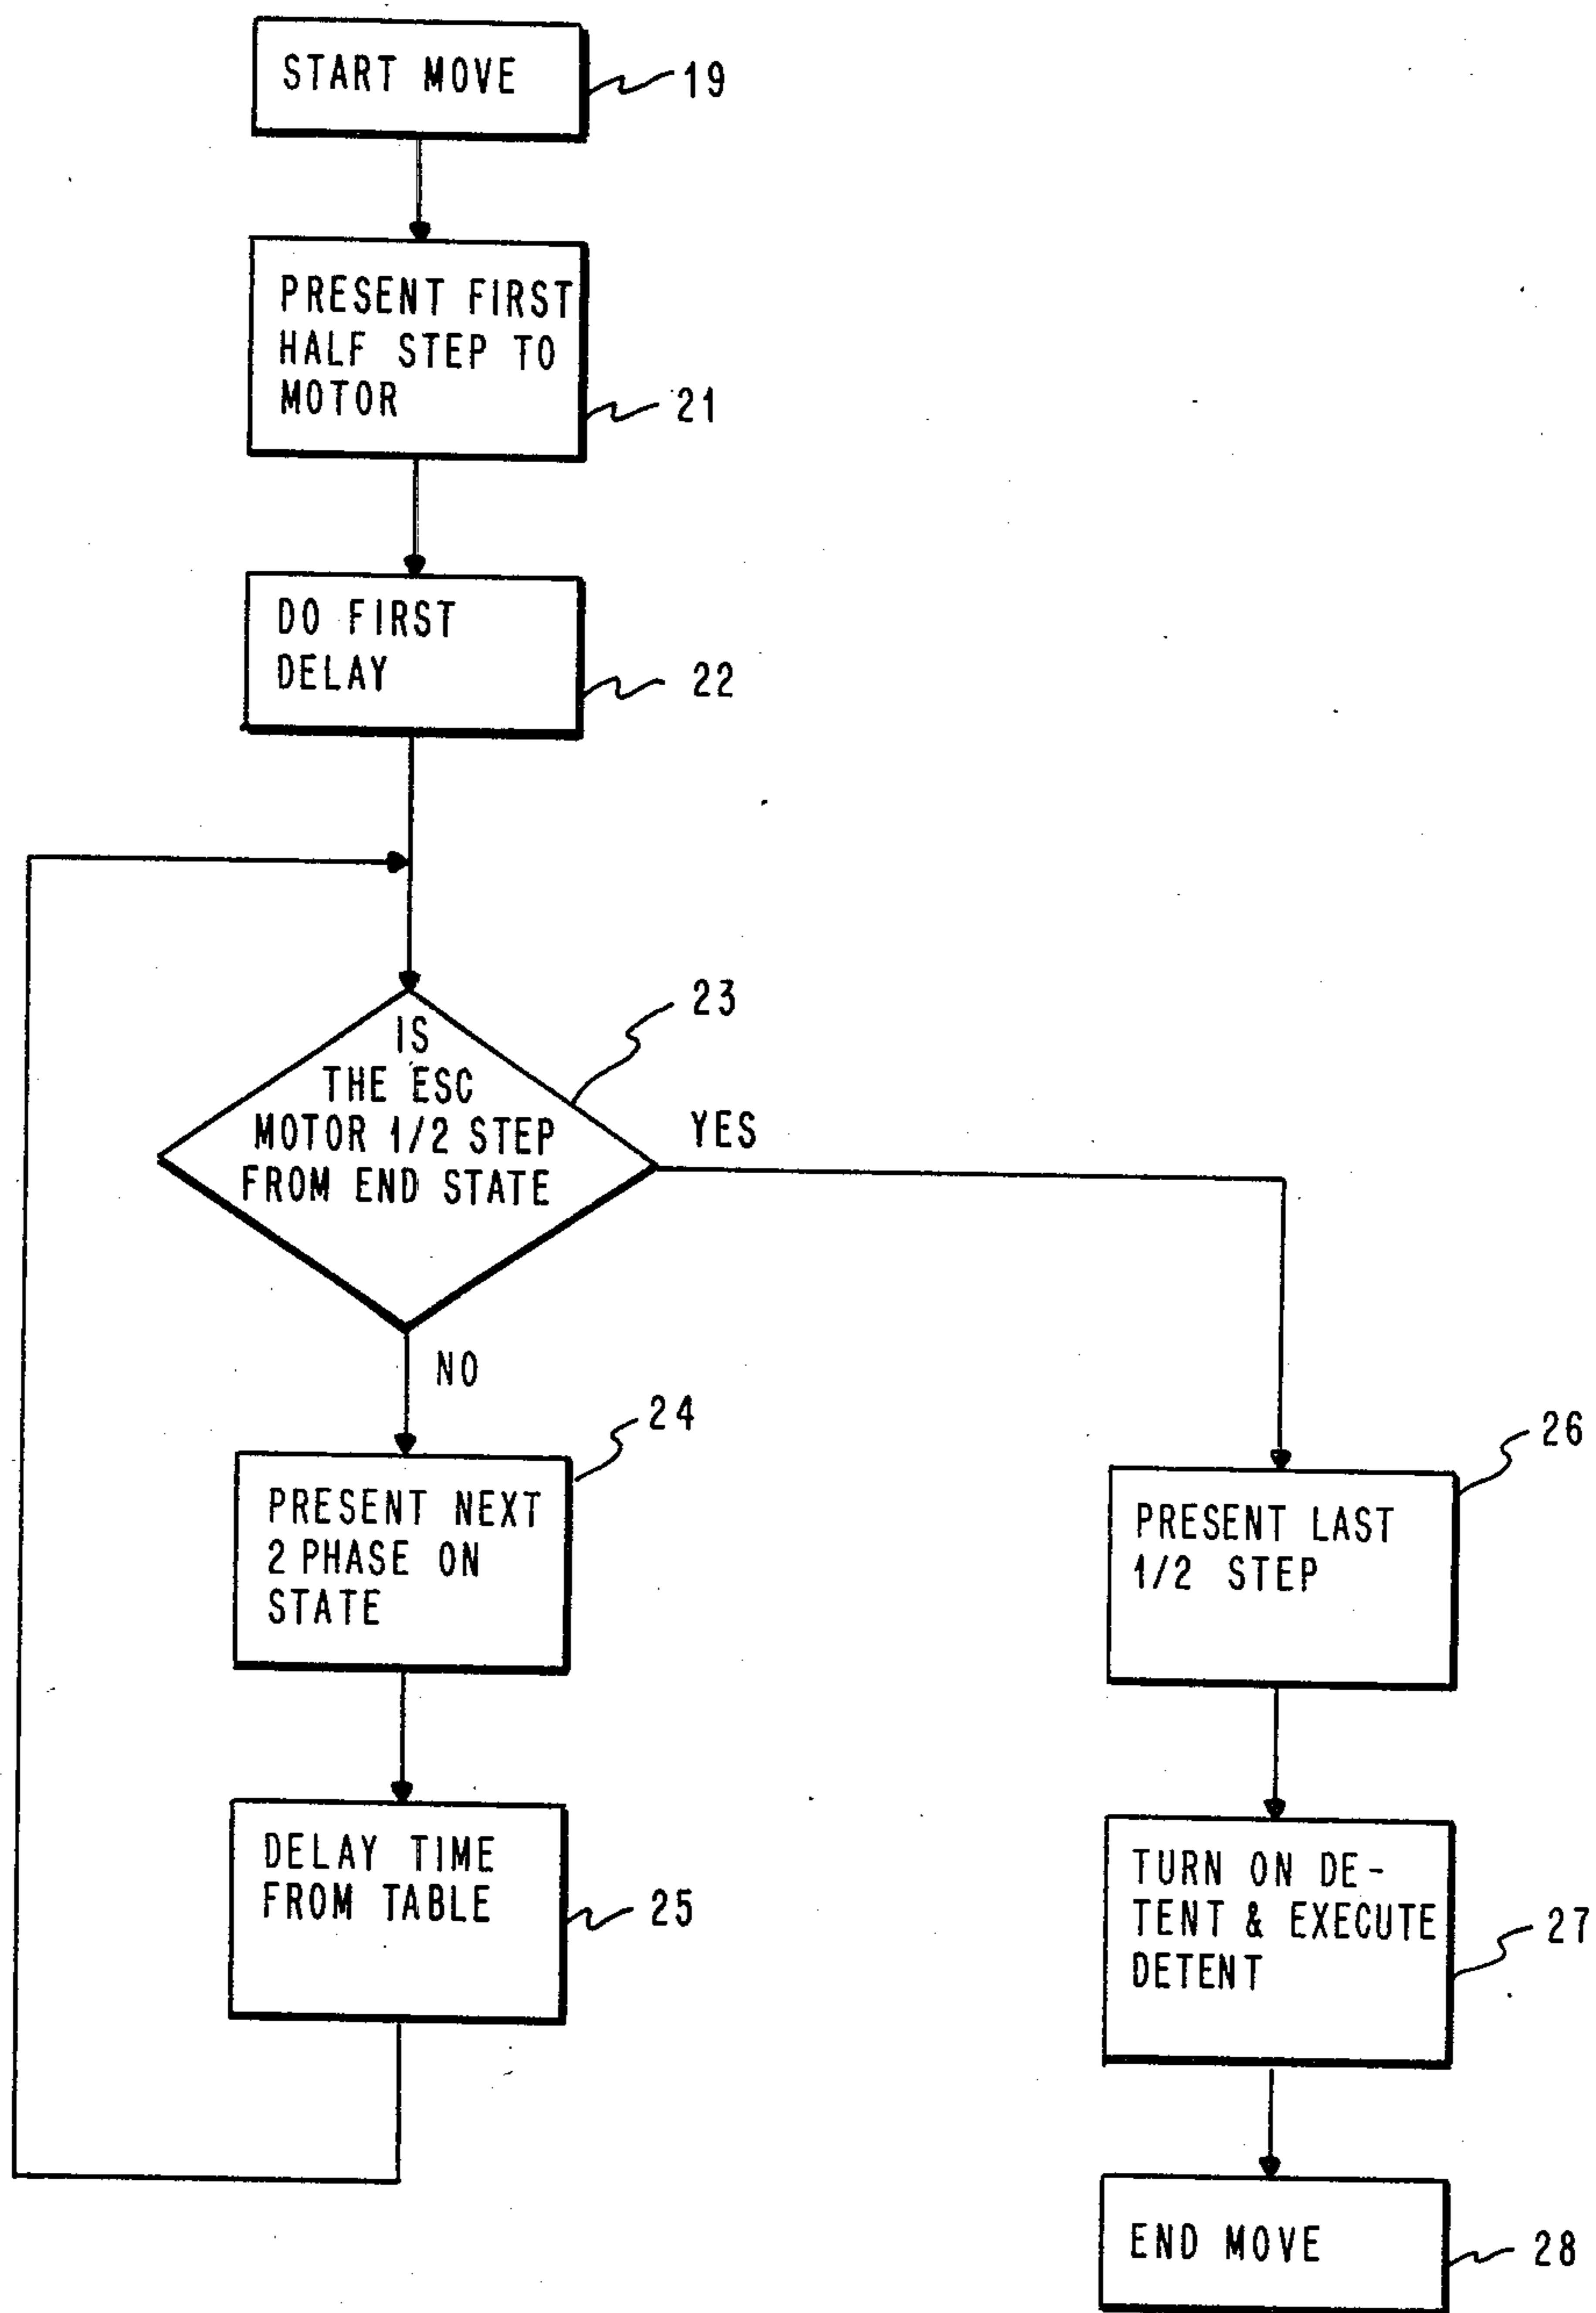 START MOVE
19
PRESENT FIRST
HALF STEP TO
MOTOR
21
DO FIRST
DELAY
22
23
IS
THE ESC
MOTOR 1/2 STEP
FROM END STATE
YES
NO
24
PRESENT NEXT
2 PHASE ON
STATE
26
PRESENT LAST
1/2 STEP
DELAY TIME
FROM TABLE
25
TURN ON DE-
TENT & EXECUTE
DETENT
27
END MOVE
28